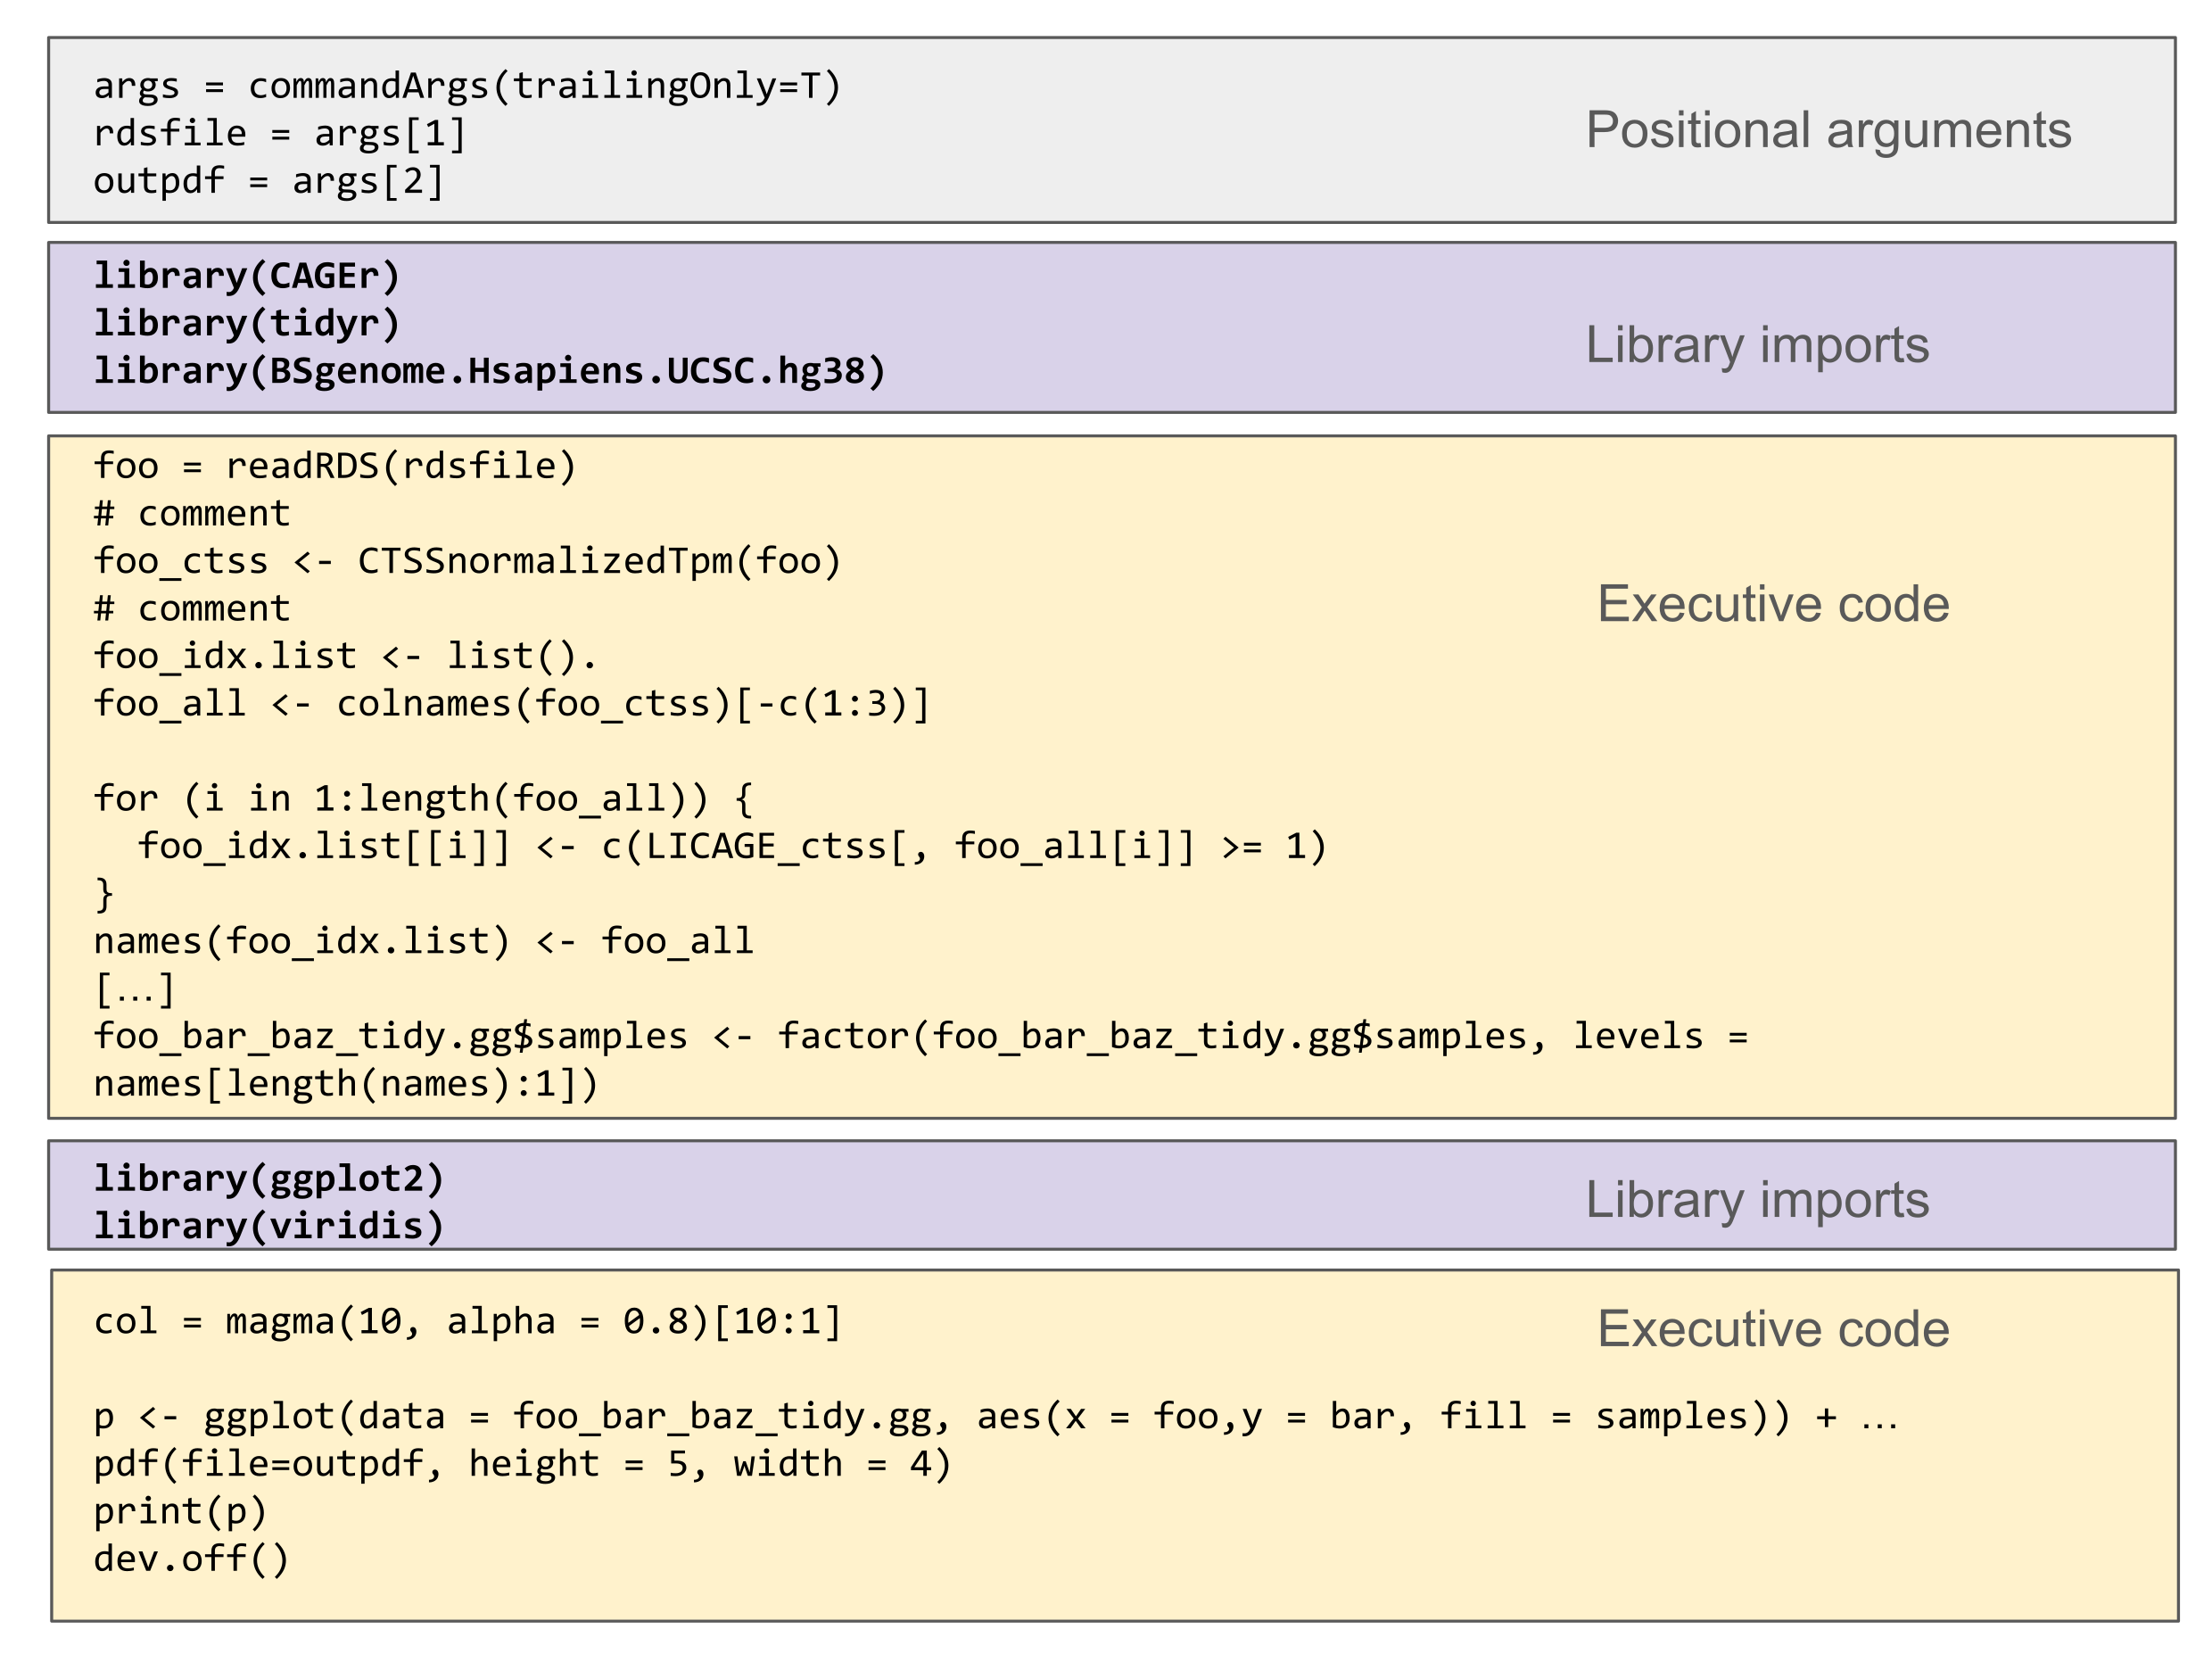 args = commandArgs(trailingOnly=T)
rdsfile = args[1]
outpdf = args[2]
Positional arguments
library(CAGEr)
library(tidyr)
library(BSgenome.Hsapiens.UCSC.hg38)
Library imports
foo = readRDS(rdsfile)
# comment
foo_ctss <- CTSSnormalizedTpm(foo)
# comment
foo_idx.list <- list().
foo_all <- colnames(foo_ctss)[-c(1:3)]
for (i in 1:length(foo_all)) {
  foo_idx.list[[i]] <- c(LICAGE_ctss[, foo_all[i]] >= 1)
}
names(foo_idx.list) <- foo_all
[…]
foo_bar_baz_tidy.gg$samples <- factor(foo_bar_baz_tidy.gg$samples, levels =
names[length(names):1])
Executive code
library(ggplot2)
library(viridis)
Library imports
col = magma(10, alpha = 0.8)[10:1]
Executive code
p <- ggplot(data = foo_bar_baz_tidy.gg, aes(x = foo,y = bar, fill = samples)) + …
pdf(file=outpdf, height = 5, width = 4)
print(p)
dev.off()